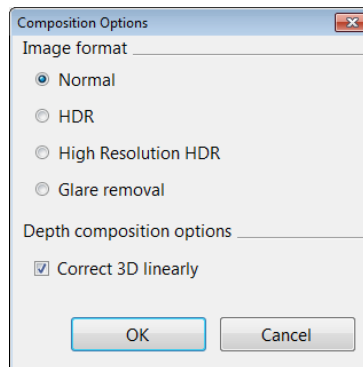 Composition Options
Image format
Normal
HDR
High Resolution HDR
Glare removal
Depth composition options
Correct 3D linearly
OK
Cancel